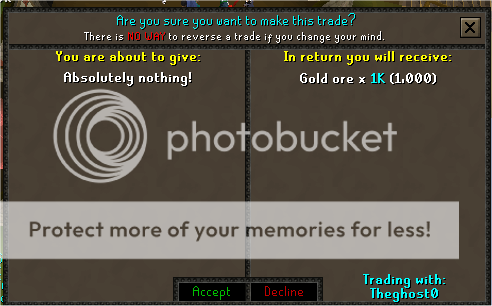 Are you sure you want to make this trade?
There is NO WAY to reverse a trade if you change your mind.
You are about to give:
Absolutely nothing!
In return you will receive:
Gold ore x 1K (1,000)
photobucket
Protect more of your memories for less!
Accept
Decline
Trading with:
Theghost0